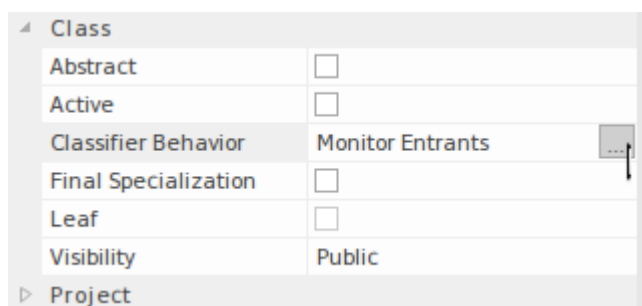 Class
Abstract
Active
Classifier Behavior Monitor Entrants ...
Final Specialization
Leaf
Visibility Public
Project